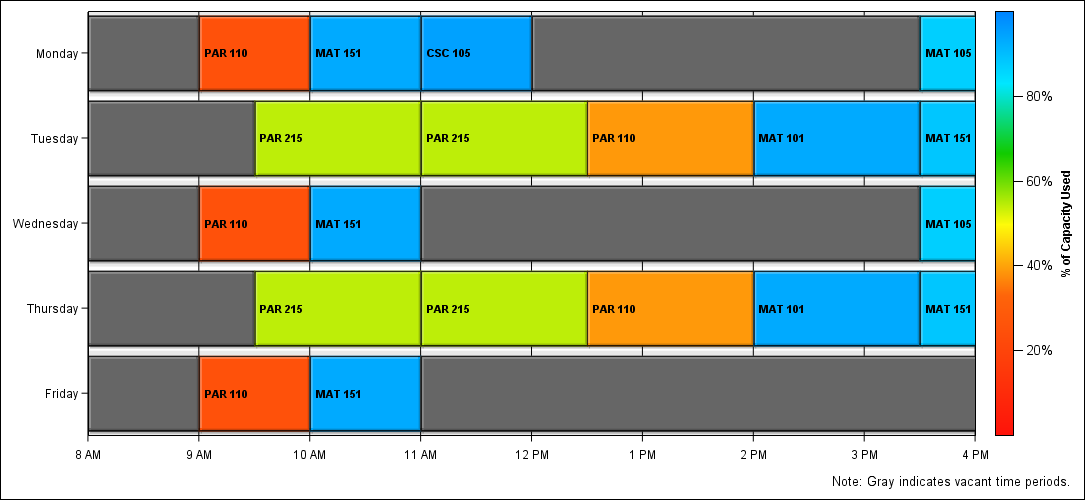 Monday
PAR 110
MAT 151
CSC 105
MAT 105
Tuesday
PAR 215
PAR 215
PAR 110
MAT 101
MAT 151
Wednesday
PAR 110
MAT 151
MAT 105
Thursday
PAR 215
PAR 215
PAR 110
MAT 101
MAT 151
Friday
PAR 110
MAT 151
8 AM
9 AM
10 AM
11 AM
12 PM
1 PM
2 PM
3 PM
4 PM
80%
60%
40%
20%
% of Capacity Used
Note: Gray indicates vacant time periods.